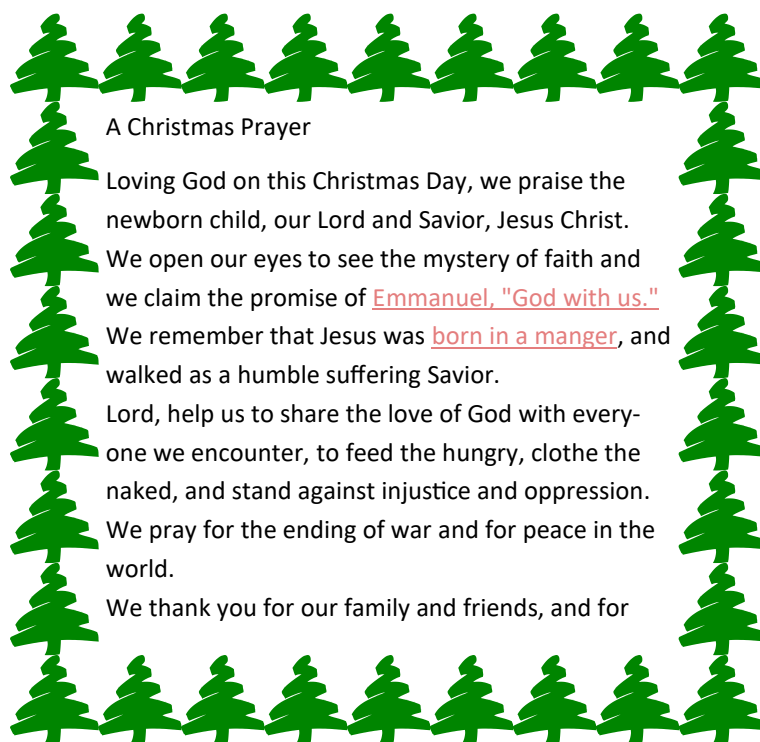 A Christmas Prayer
Loving God on this Christmas Day, we praise the
newborn child, our Lord and Savior, Jesus Christ.
We open our eyes to see the mystery of faith and
we claim the promise of Emmanuel, "God with us."
We remember that Jesus was born in a manger, and
walked as a humble suffering Savior.
Lord, help us to share the love of God with every-
one we encounter, to feed the hungry, clothe the
naked, and stand against injustice and oppression.
We pray for the ending of war and for peace in the
world.
We thank you for our family and friends, and for